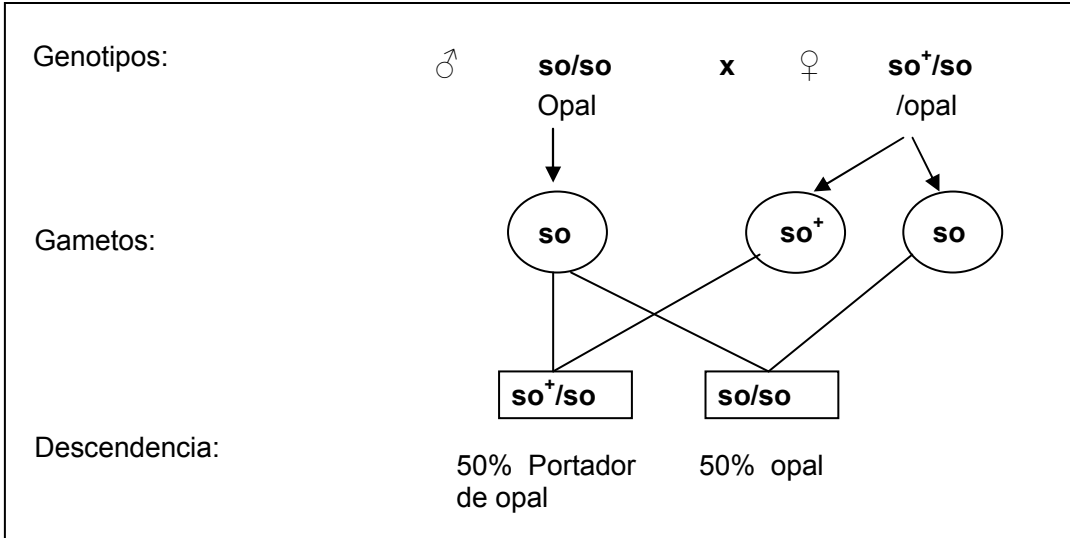 Genotipos: ♂ so/so x ♀ so⁺/so
Opal /opal
Gametos: so so⁺ so
so⁺/so so/so
Descendencia: 50% Portador de opal 50% opal